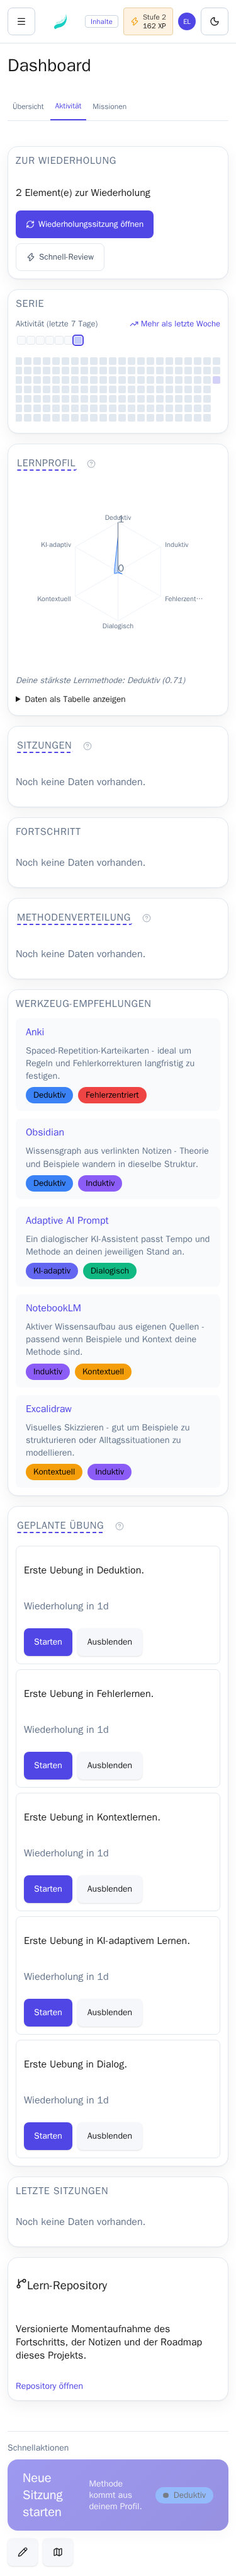 Inhalte
Stufe 2
162 XP
EL
Dashboard
Übersicht
Aktivität
Missionen
ZUR WIEDERHOLUNG
2 Element(e) zur Wiederholung
Wiederholungssitzung öffnen
Schnell-Review
SERIE
Aktivität (letzte 7 Tage)
Mehr als letzte Woche
LERNPROFIL
Deduktiv
1
KI-adaptiv
Induktiv
0
Kontextuell
Fehlerzent…
Dialogisch
Deine stärkste Lernmethode: Deduktiv (0.71)
Daten als Tabelle anzeigen
SITZUNGEN
Noch keine Daten vorhanden.
FORTSCHRITT
Noch keine Daten vorhanden.
METHODENVERTEILUNG
Noch keine Daten vorhanden.
WERKZEUG-EMPFEHLUNGEN
Anki
Spaced-Repetition-Karteikarten - ideal um
Regeln und Fehlerkorrekturen langfristig zu
festigen.
Deduktiv
Fehlerzentriert
Obsidian
Wissensgraph aus verlinkten Notizen - Theorie
und Beispiele wandern in dieselbe Struktur.
Deduktiv
Induktiv
Adaptive AI Prompt
Ein dialogischer KI-Assistent passt Tempo und
Methode an deinen jeweiligen Stand an.
KI-adaptiv
Dialogisch
NotebookLM
Aktiver Wissensaufbau aus eigenen Quellen -
passend wenn Beispiele und Kontext deine
Methode sind.
Induktiv
Kontextuell
Excalidraw
Visuelles Skizzieren - gut um Beispiele zu
strukturieren oder Alltagssituationen zu
modellieren.
Kontextuell
Induktiv
GEPLANTE ÜBUNG
Erste Uebung in Deduktion.
Wiederholung in 1d
Starten
Ausblenden
Erste Uebung in Fehlerlernen.
Wiederholung in 1d
Starten
Ausblenden
Erste Uebung in Kontextlernen.
Wiederholung in 1d
Starten
Ausblenden
Erste Uebung in KI-adaptivem Lernen.
Wiederholung in 1d
Starten
Ausblenden
Erste Uebung in Dialog.
Wiederholung in 1d
Starten
Ausblenden
LETZTE SITZUNGEN
Noch keine Daten vorhanden.
Lern-Repository
Versionierte Momentaufnahme des
Fortschritts, der Notizen und der Roadmap
dieses Projekts.
Repository öffnen
Schnellaktionen
Neue
Sitzung
starten
Methode
kommt aus
deinem Profil.
Deduktiv